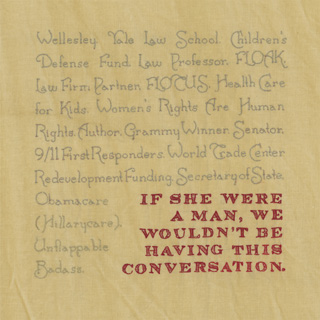 Wellesley. Yale Law School. Children's
Defense Fund. Law Professor. FLOAK.
Law Firm Partner. FLOTUS. Health Care
for Kids. Women's Rights Are Human
Rights. Author. Grammy Winner. Senator.
9/11 First Responders. World Trade Center
Redevelopment Funding. Secretary of State.
Obamacare
(Hillarycare).
Unflappable
Badass.
IF SHE WERE
A MAN, WE
WOULDN'T BE
HAVING THIS
CONVERSATION.